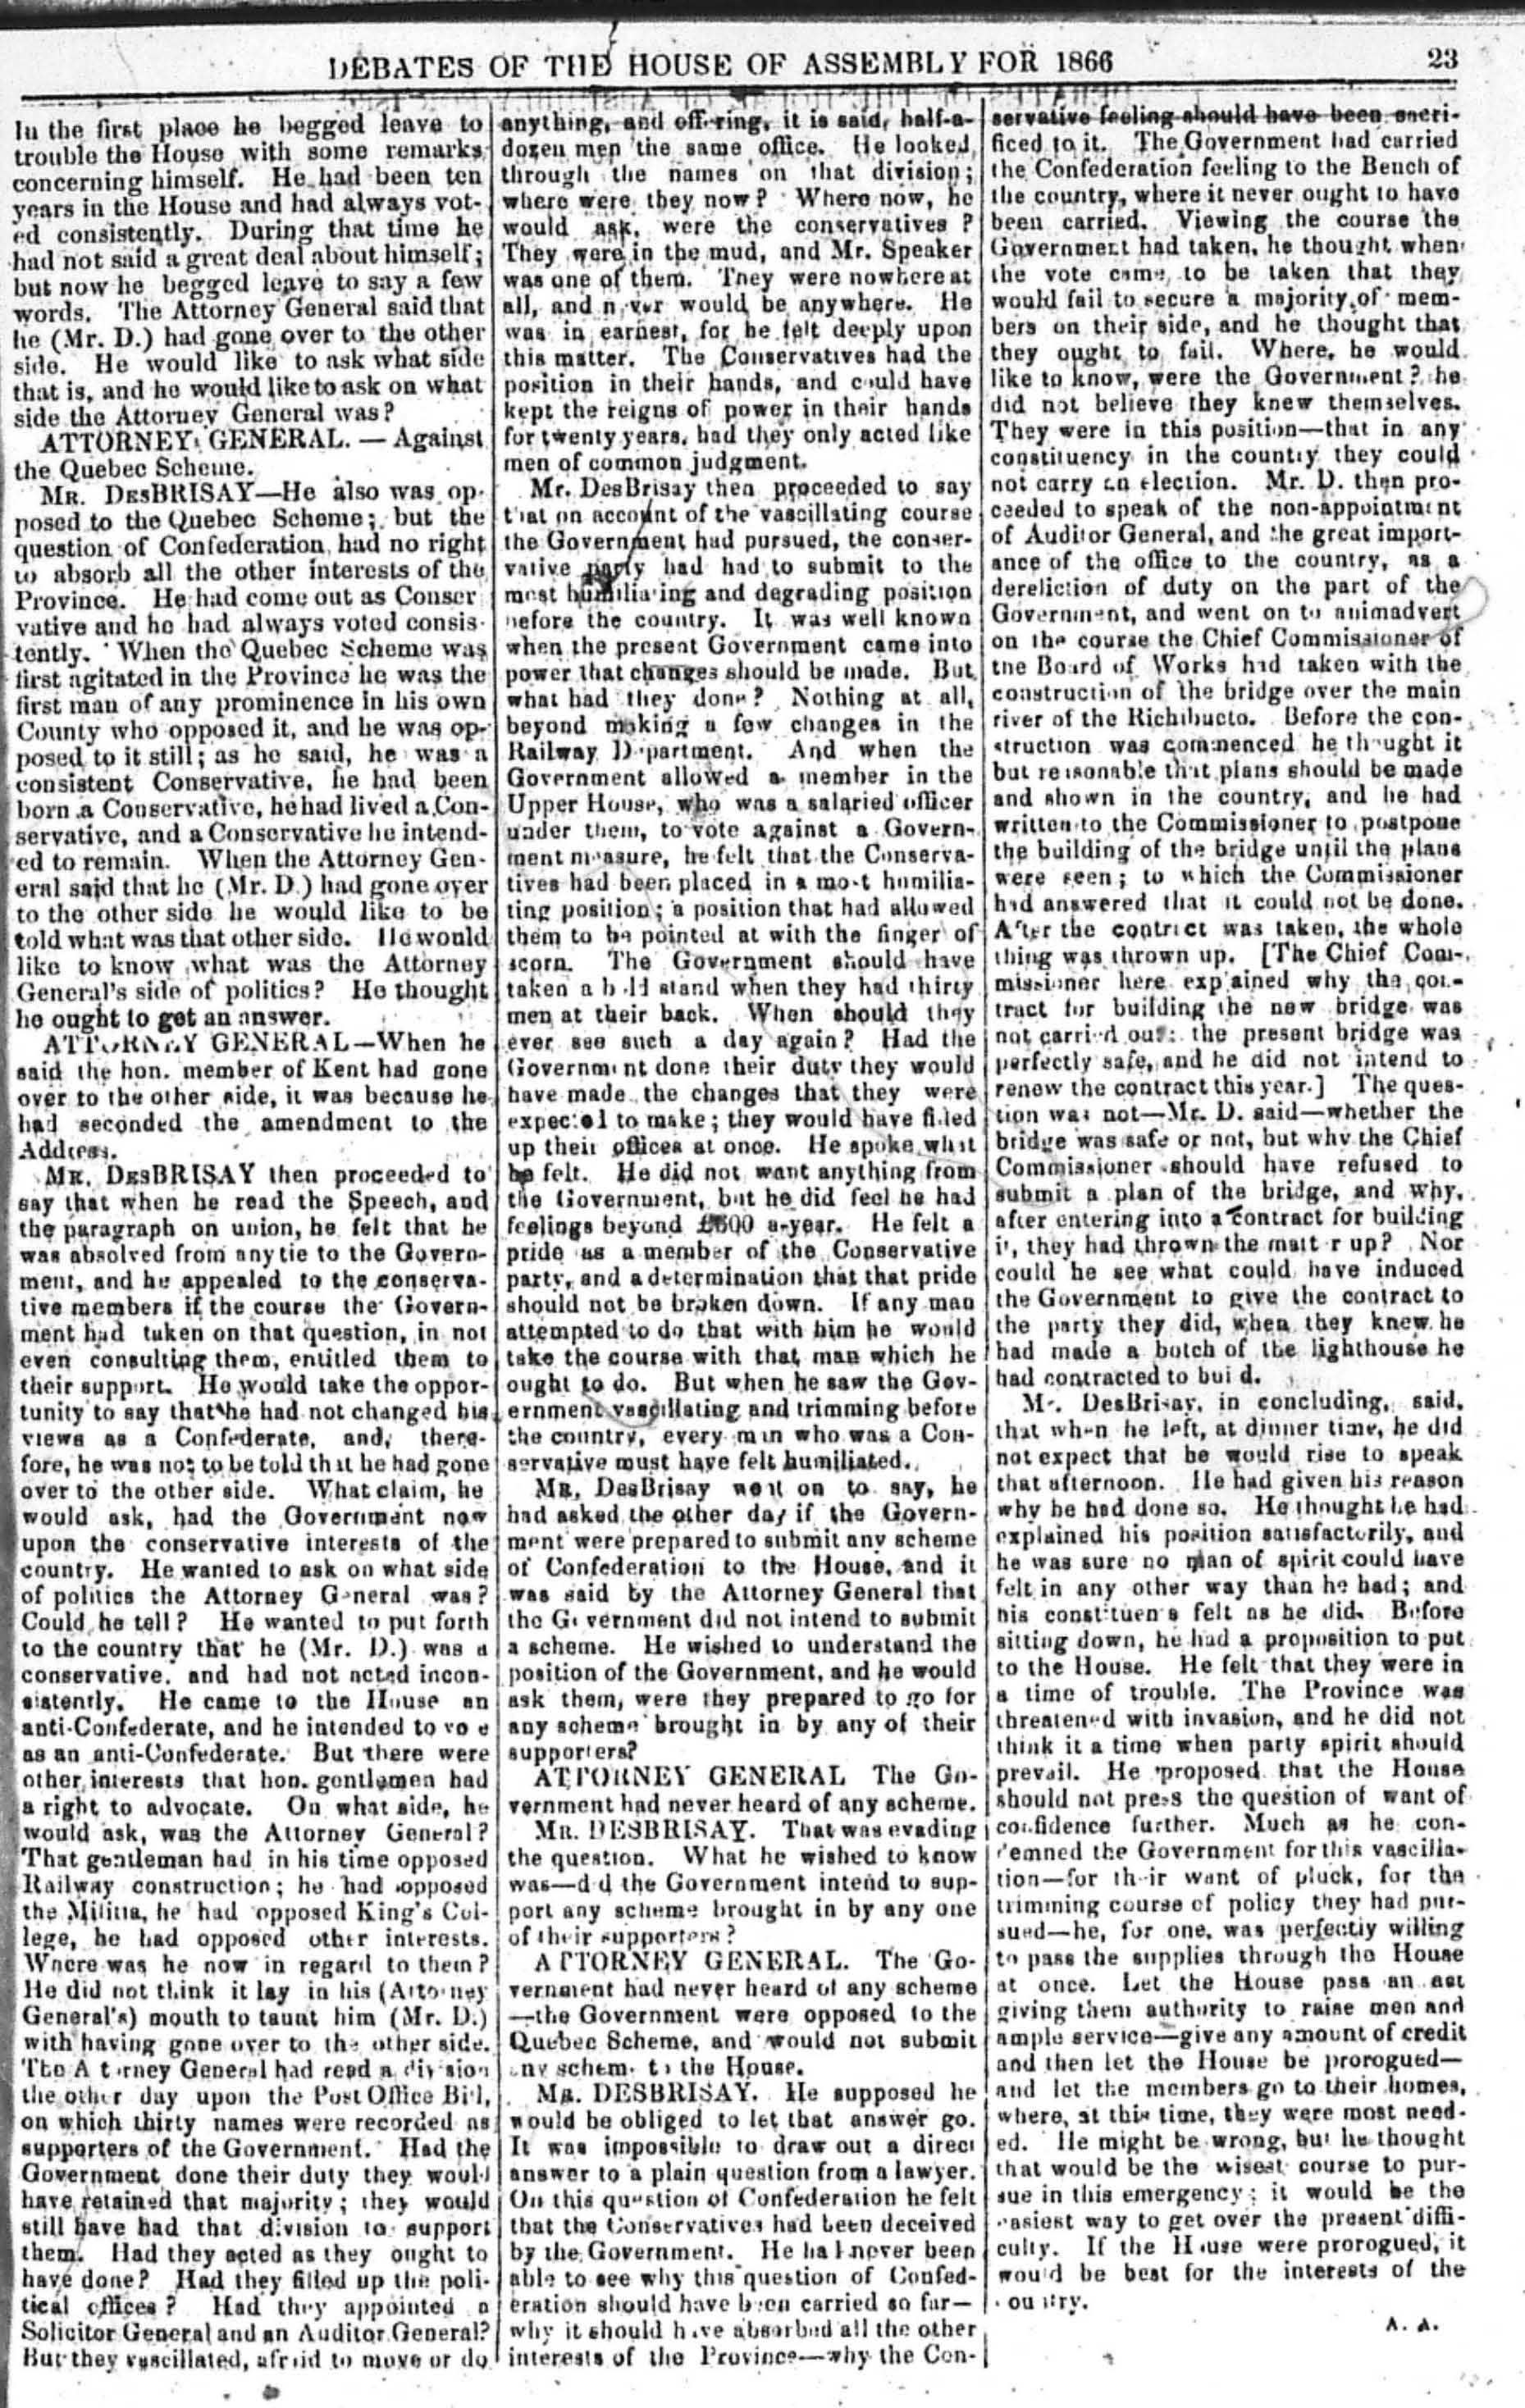 DEBATES OF THE HOUSE OF ASSEMBLY FOR 1866
23
In the first place he begged leave to
trouble the House with some remarks
concerning himself. He had been ten
years in the House and had always vot-
ed consistently. During that time he
had not said a great deal about himself;
but now he begged leave to say a few
words. The Attorney General said that
he (Mr. D.) had gone over to the other
side. He would like to ask what side
that is, and he would like to ask on what
side the Attorney General was?
ATTORNEY GENERAL. — Against
the Quebec Scheme.
MR. DESBRISAY—He also was op-
posed to the Quebec Scheme; but the
question of Confederation had no right
to absorb all the other interests of the
Province. He had come out as Conser
vative and he had always voted consis-
tently. When the Quebec Scheme was
first agitated in the Province he was the
first man of any prominence in his own
County who opposed it, and he was op-
posed to it still; as he said, he was a
consistent Conservative, he had been
born a Conservative, he had lived a Con-
servative, and a Conservative he intend-
ed to remain. When the Attorney Gen-
eral said that he (Mr. D.) had gone over
to the other side he would like to be
told what was that other side. He would
like to know what was the Attorney
General's side of politics? He thought
he ought to get an answer.
ATTORNEY GENERAL—When he
said the hon. member of Kent had gone
over to the other side, it was because he
had seconded the amendment to the
Address.
MR. DESBRISAY then proceeded to
say that when he read the Speech, and
the paragraph on union, he felt that he
was absolved from any tie to the Govern-
ment, and he appealed to the conserva-
tive members if the course the Govern-
ment had taken on that question, in not
even consulting them, entitled them to
their support. He would take the oppor-
tunity to say that he had not changed his
views as a Confederate, and, there-
fore, he was not to be told that he had gone
over to the other side. What claim, he
would ask, had the Government now
upon the conservative interests of the
country. He wanted to ask on what side
of politics the Attorney General was?
Could he tell? He wanted to put forth
to the country that he (Mr. D.) was a
conservative, and had not acted incon-
sistently. He came to the House an
anti-Confederate, and he intended to vo e
as an anti-Confederate. But there were
other interests that hon. gentlemen had
a right to advocate. On what side, he
would ask, was the Attorney General?
That gentleman had in his time opposed
Railway construction; he had opposed
the Militia, he had opposed King's Col-
lege, he had opposed other interests.
Where was he now in regard to them?
He did not think it lay in his (Attorney
General's) mouth to taunt him (Mr. D.)
with having gone over to the other side.
The Attorney General had read a division
the other day upon the Post Office Bill,
on which thirty names were recorded as
supporters of the Government. Had the
Government done their duty they would
have retained that majority; they would
still have had that division to support
them. Had they acted as they ought to
have done? Had they filled up the poli-
tical offices? Had they appointed a
Solicitor General and an Auditor General?
But they vascillated, afraid to move or do
anything, and offering, it is said, half-a-
dozen men the same office. He looked
through the names on that division;
where were they now? Where now, he
would ask, were the conservatives?
They were in the mud, and Mr. Speaker
was one of them. They were nowhere at
all, and never would be anywhere. He
was in earnest, for he felt deeply upon
this matter. The Conservatives had the
position in their hands, and could have
kept the reigns of power in their hands
for twenty years, had they only acted like
men of common judgment.
Mr. DesBrisay then proceeded to say
that on account of the vascillating course
the Government had pursued, the conser-
vative party had had to submit to the
most humiliating and degrading position
before the country. It was well known
when the present Government came into
power that changes should be made. But
what had they done? Nothing at all,
beyond making a few changes in the
Railway Department. And when the
Government allowed a member in the
Upper House, who was a salaried officer
under them, to vote against a Govern-
ment measure, he felt that the Conserva-
tives had been placed in a most humilia-
ting position; a position that had allowed
them to be pointed at with the finger of
scorn. The Government should have
taken a bold stand when they had thirty
men at their back. When should they
ever see such a day again? Had the
Government done their duty they would
have made the changes that they were
expected to make; they would have filled
up their offices at once. He spoke what
he felt. He did not want anything from
the Government, but he did feel he had
feelings beyond £600 a-year. He felt a
pride as a member of the Conservative
party, and a determination that that pride
should not be broken down. If any man
attempted to do that with him he would
take the course with that man which he
ought to do. But when he saw the Gov-
ernment vascillating and trimming before
the country, every man who was a Con-
servative must have felt humiliated.
MR. DesBrisay went on to say, he
had asked the other day if the Govern-
ment were prepared to submit any scheme
of Confederation to the House, and it
was said by the Attorney General that
the Government did not intend to submit
a scheme. He wished to understand the
position of the Government, and he would
ask them, were they prepared to go for
any scheme brought in by any of their
supporters?
ATTORNEY GENERAL The Go-
vernment had never heard of any scheme.
MR. DESBRISAY. That was evading
the question. What he wished to know
was—did the Government intend to sup-
port any scheme brought in by any one
of their supporters?
ATTORNEY GENERAL. The Go-
vernment had never heard of any scheme
—the Government were opposed to the
Quebec Scheme, and would not submit
any scheme to the House.
MR. DESBRISAY. He supposed he
would be obliged to let that answer go.
It was impossible to draw out a direct
answer to a plain question from a lawyer.
On this question of Confederation he felt
that the Conservatives had been deceived
by the Government. He had never been
able to see why this question of Confed-
eration should have been carried so far—
why it should have absorbed all the other
interests of the Province—why the Con-
servative feeling should have been sacri-
ficed to it. The Government had carried
the Confederation feeling to the Bench of
the country, where it never ought to have
been carried. Viewing the course the
Government had taken, he thought when
the vote came to be taken that they
would fail to secure a majority of mem-
bers on their side, and he thought that
they ought to fail. Where, he would
like to know, were the Government? he
did not believe they knew themselves.
They were in this position—that in any
constituency in the country they could
not carry an election. Mr. D. then pro-
ceeded to speak of the non-appointment
of Auditor General, and the great import-
ance of the office to the country, as a
dereliction of duty on the part of the
Government, and went on to animadvert
on the course the Chief Commissioner of
the Board of Works had taken with the
construction of the bridge over the main
river of the Richibucto. Before the con-
struction was commenced he thought it
but reasonable that plans should be made
and shown in the country, and he had
written to the Commissioner to postpone
the building of the bridge until the plans
were seen; to which the Commissioner
had answered that it could not be done.
After the contract was taken, the whole
thing was thrown up. [The Chief Com-
missioner here explained why the con-
tract for building the new bridge was
not carried out: the present bridge was
perfectly safe, and he did not intend to
renew the contract this year.] The ques-
tion was not—Mr. D. said—whether the
bridge was safe or not, but why the Chief
Commissioner should have refused to
submit a plan of the bridge, and why,
after entering into a contract for building
it, they had thrown the matter up? Nor
could he see what could have induced
the Government to give the contract to
the party they did, when they knew he
had made a botch of the lighthouse he
had contracted to build.
Mr. DesBrisay, in concluding, said,
that when he left, at dinner time, he did
not expect that he would rise to speak
that afternoon. He had given his reason
why he had done so. He thought he had
explained his position satisfactorily, and
he was sure no man of spirit could have
felt in any other way than he had; and
his constituents felt as he did. Before
sitting down, he had a proposition to put
to the House. He felt that they were in
a time of trouble. The Province was
threatened with invasion, and he did not
think it a time when party spirit should
prevail. He proposed that the House
should not press the question of want of
confidence further. Much as he con-
demned the Government for this vascilla-
tion—for their want of pluck, for the
trimming course of policy they had pur-
sued—he, for one, was perfectly willing
to pass the supplies through the House
at once. Let the House pass an act
giving them authority to raise men and
ample service—give any amount of credit
and then let the House be prorogued—
and let the members go to their homes,
where, at this time, they were most need-
ed. He might be wrong, but he thought
that would be the wisest course to pur-
sue in this emergency; it would be the
easiest way to get over the present diffi-
culty. If the House were prorogued, it
would be best for the interests of the
country.
A. A.